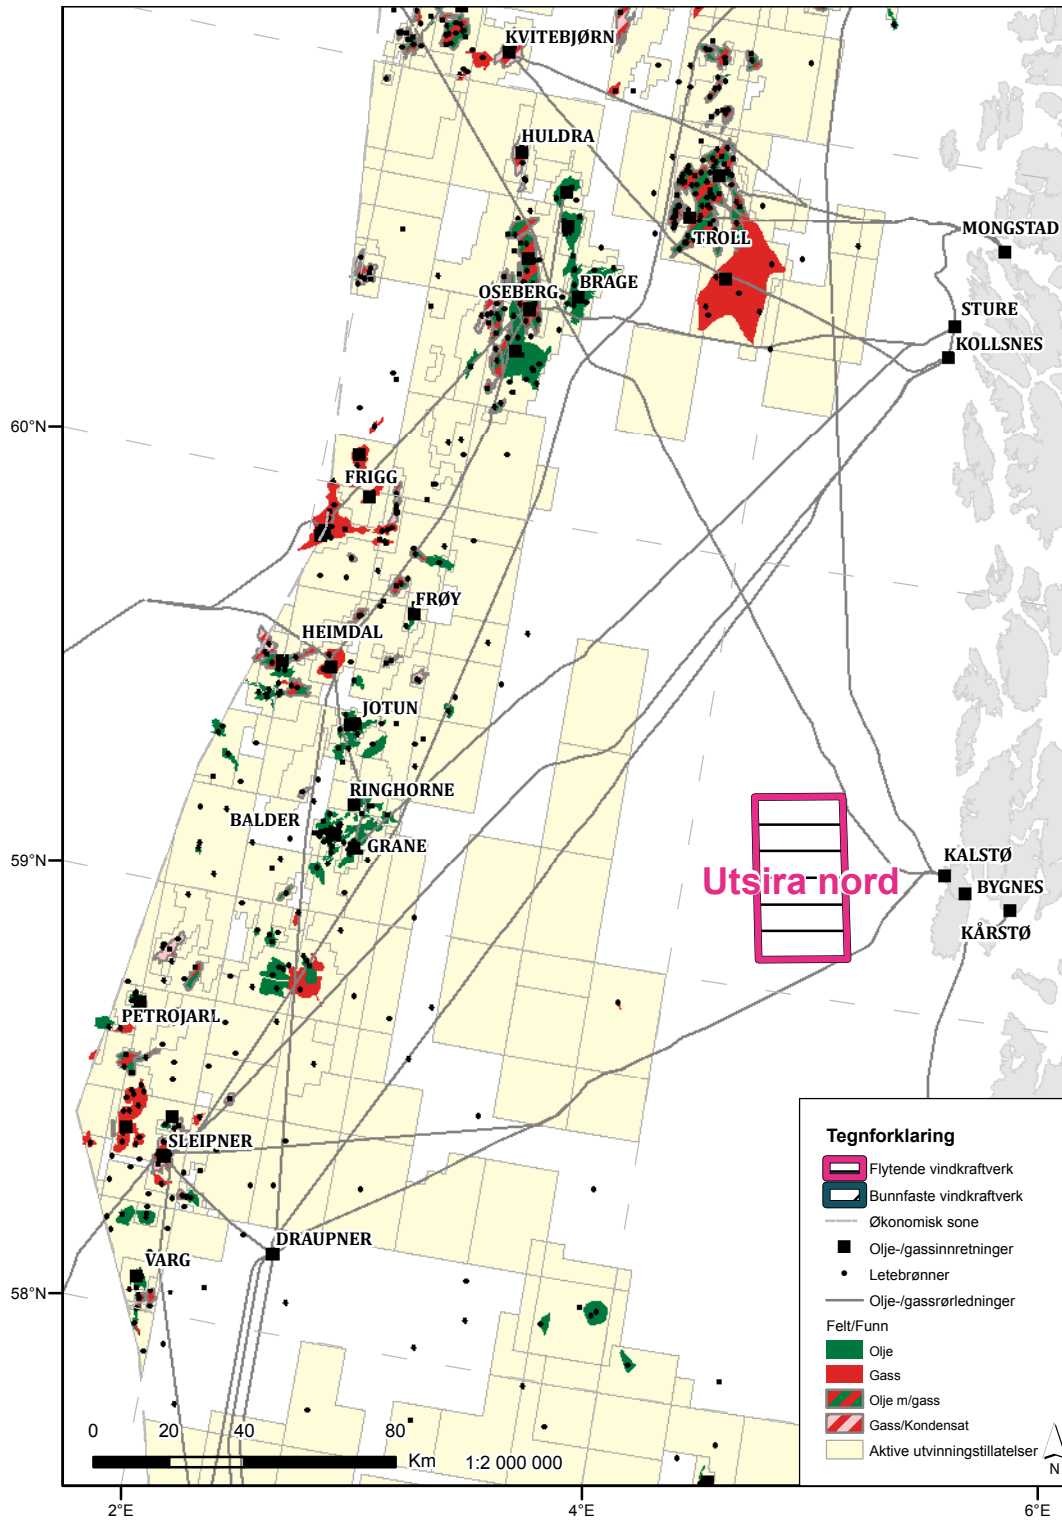 KVITEBJØRN
HULDRA
TROLL
MONGSTAD
OSEBERG
BRAGE
STURE
KOLLSNES
60°N
FRIGG
FRØY
HEIMDAL
JOTUN
RINGHORNE
BALDER
GRANE
59°N
Utsira nord
KALSTØ
BYGNES
KÅRSTØ
PETROJARL
SLEIPNER
DRAUPNER
VARG
58°N
Tegnforklaring
Flytende vindkraftverk
Bunnfaste vindkraftverk
Økonomisk sone
Olje-/gassinnretninger
Letebrønner
Olje-/gassrørledninger
Felt/Funn
Olje
Gass
Olje m/gass
Gass/Kondensat
Aktive utvinningstillatelser
N
0 20 40 80
Km 1:2 000 000
2°E 4°E 6°E